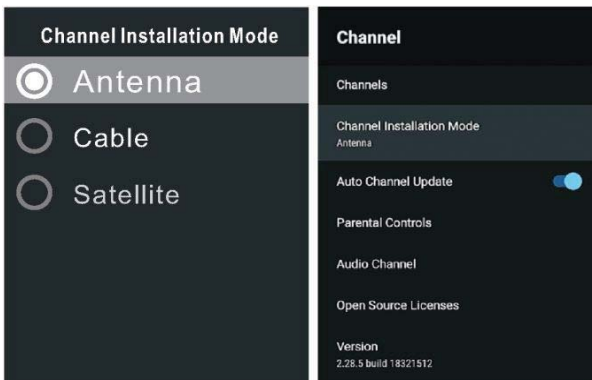 Channel Installation Mode
Antenna
Cable
Satellite
Channel
Channels
Channel Installation Mode
Antenna
Auto Channel Update
Parental Controls
Audio Channel
Open Source Licenses
Version
2.28.5 build 18321512